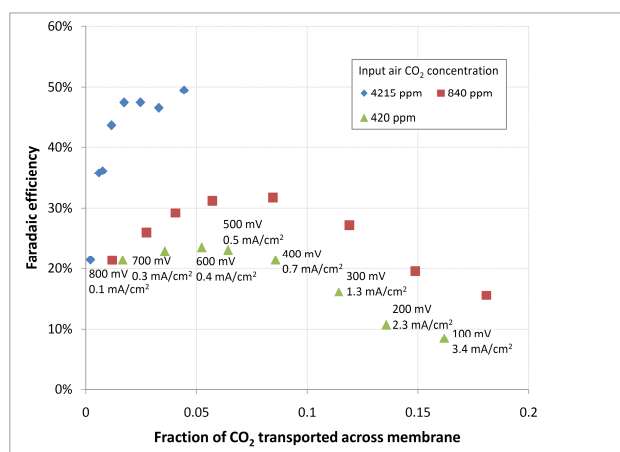 60%
50%
40%
30%
20%
10%
0%
Faradaic efficiency
Input air CO₂ concentration
4215 ppm
840 ppm
420 ppm
800 mV
0.1 mA/cm²
700 mV
0.3 mA/cm²
600 mV
0.4 mA/cm²
500 mV
0.5 mA/cm²
400 mV
0.7 mA/cm²
300 mV
1.3 mA/cm²
200 mV
2.3 mA/cm²
100 mV
3.4 mA/cm²
0
0.05
0.1
0.15
0.2
Fraction of CO₂ transported across membrane